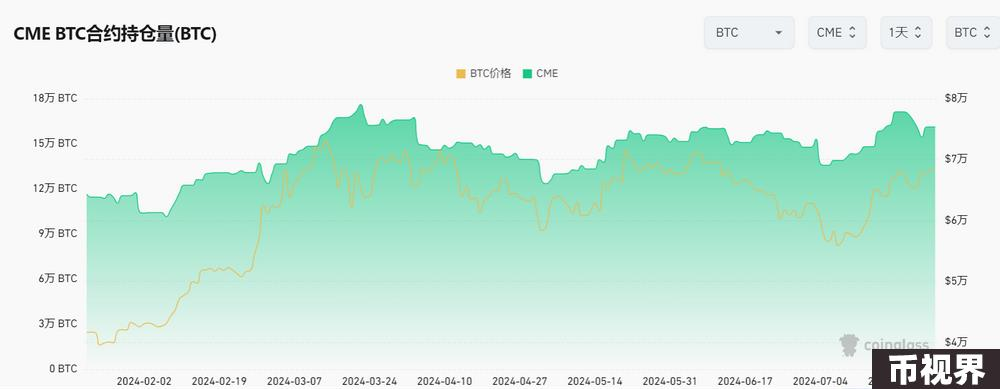 CME BTC合约持仓量(BTC)
BTC CME 1天 BTC
BTC价格 CME
18万 BTC $8万
15万 BTC $7万
12万 BTC
9万 BTC $6万
6万 BTC $5万
3万 BTC $4万
0 BTC
coinglass
2024-02-02 2024-02-19 2024-03-07 2024-03-24 2024-04-10 2024-04-27 2024-05-14 2024-05-31 2024-06-17 2024-07-04
币视界